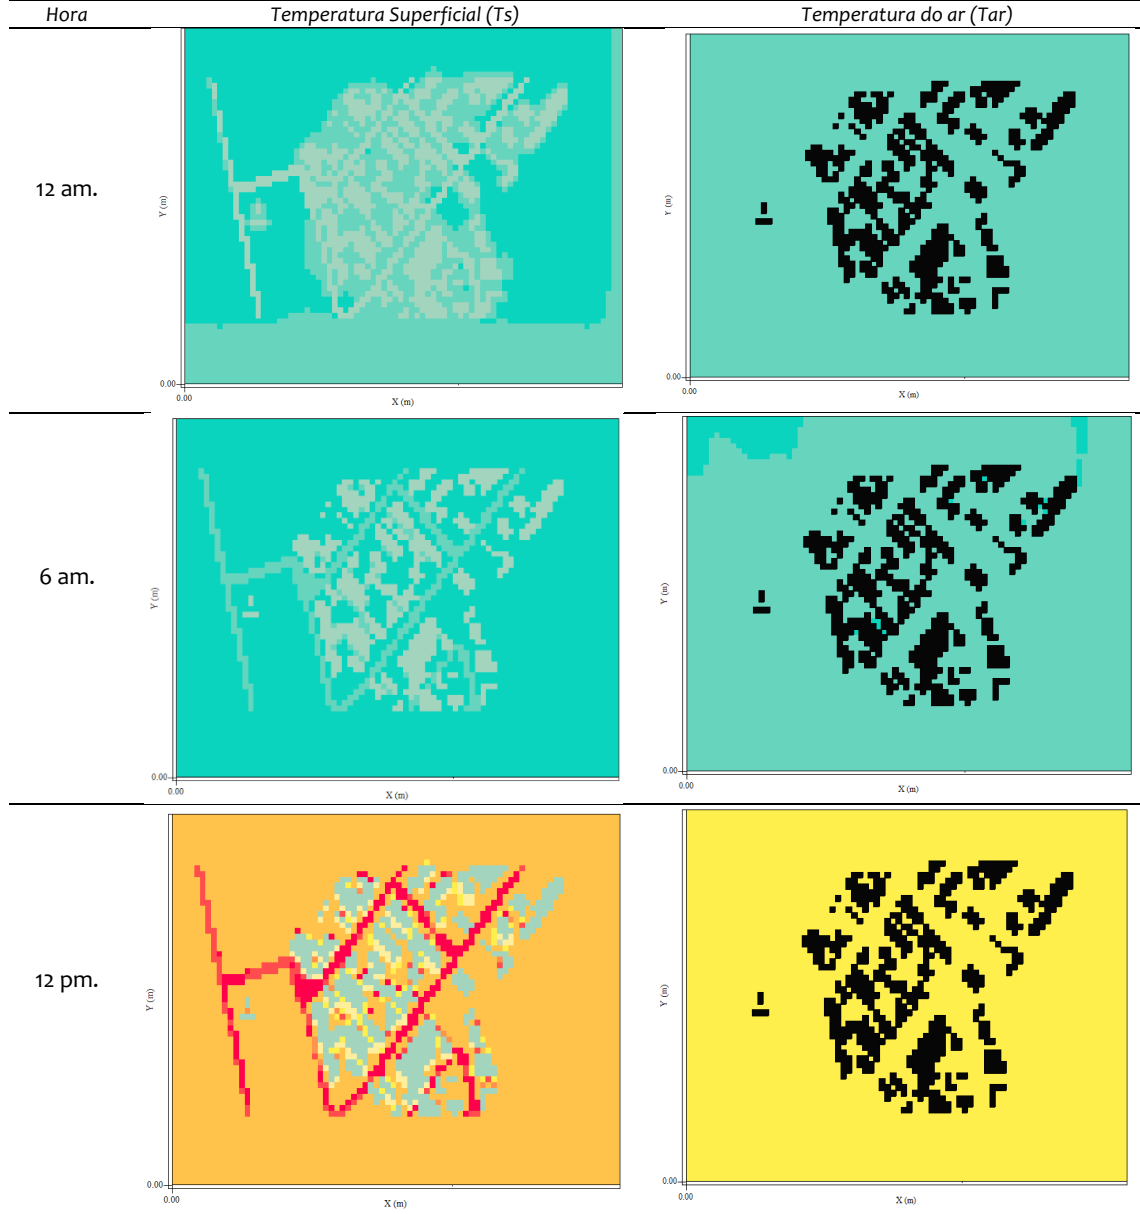 Hora Temperatura Superficial (Ts) Temperatura do ar (Tar)
12 am.
Y (m) Y (m)
0.00 0.00
0.00 0.00
X (m) X (m)
6 am.
Y (m) Y (m)
0.00 0.00
0.00 0.00
X (m) X (m)
12 pm.
Y (m) Y (m)
0.00 0.00
0.00 0.00
X (m) X (m)